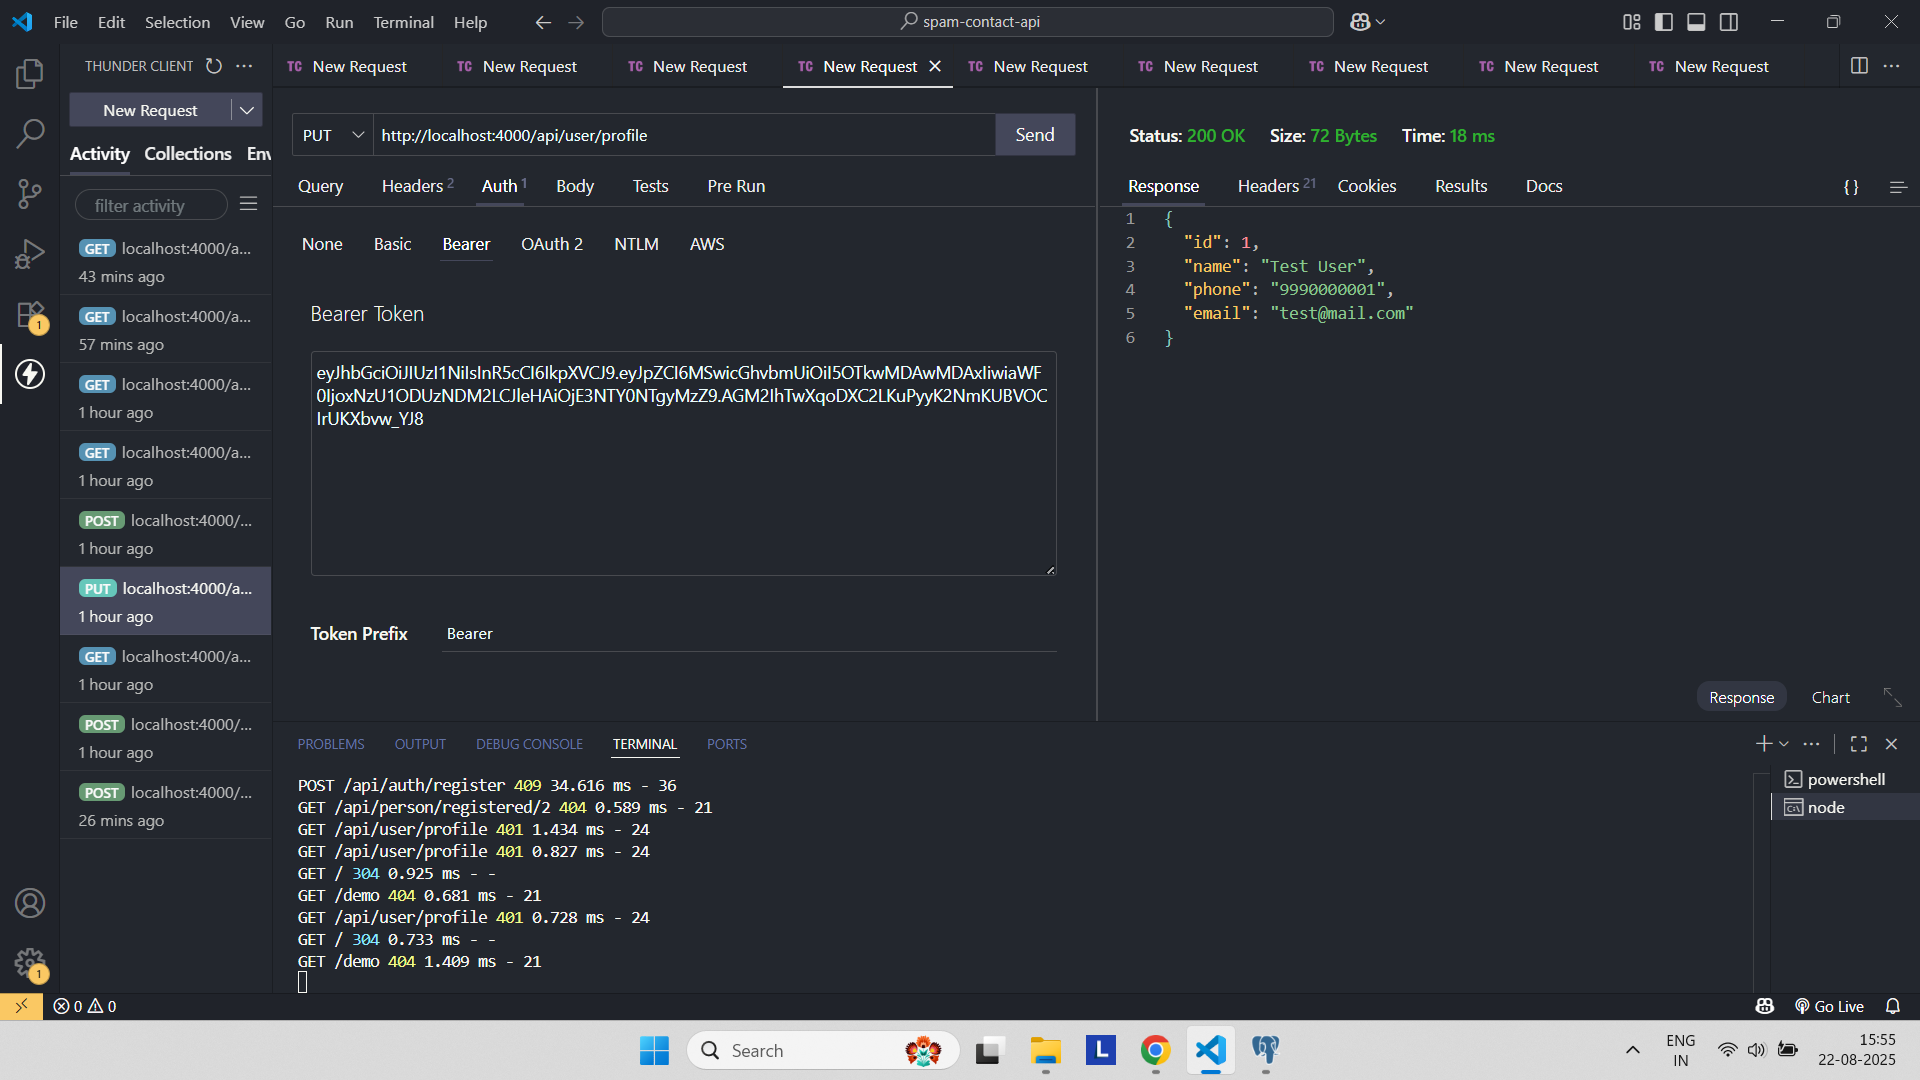 File Edit Selection View Go Run Terminal Help
spam-contact-api
THUNDER CLIENT
New Request
Activity Collections Env
filter activity
GET localhost:4000/a...
43 mins ago
GET localhost:4000/a...
57 mins ago
GET localhost:4000/a...
1 hour ago
GET localhost:4000/a...
1 hour ago
POST localhost:4000/...
1 hour ago
PUT localhost:4000/a...
1 hour ago
GET localhost:4000/a...
1 hour ago
POST localhost:4000/...
1 hour ago
POST localhost:4000/...
26 mins ago
TC New Request TC New Request TC New Request TC New Request TC New Request TC New Request TC New Request TC New Request TC New Request
PUT http://localhost:4000/api/user/profile Send
Query Headers 2 Auth 1 Body Tests Pre Run
None Basic Bearer OAuth 2 NTLM AWS
Bearer Token
eyJhbGciOiJIUzI1NiIsInR5cCI6IkpXVCJ9.eyJpZCI6MSwicGhvbmUiOiI5OTkwMDAwMDAxIiwiaWF
0IjoxNzU1ODUzNDM2LCJleHAiOjE3NTY0NTgyMzZ9.AGM2IhTwXqoDXC2LKuPyyK2NmKUBVOC
IrUKXbvw_YJ8
Token Prefix Bearer
Status: 200 OK Size: 72 Bytes Time: 18 ms
Response Headers 21 Cookies Results Docs {}
1 {
2 "id": 1,
3 "name": "Test User",
4 "phone": "9990000001",
5 "email": "test@mail.com"
6 }
Response Chart
PROBLEMS OUTPUT DEBUG CONSOLE TERMINAL PORTS
POST /api/auth/register 409 34.616 ms - 36
GET /api/person/registered/2 404 0.589 ms - 21
GET /api/user/profile 401 1.434 ms - 24
GET /api/user/profile 401 0.827 ms - 24
GET / 304 0.925 ms - -
GET /demo 404 0.681 ms - 21
GET /api/user/profile 401 0.728 ms - 24
GET / 304 0.733 ms - -
GET /demo 404 1.409 ms - 21
powershell
node
1
1
0 0
Go Live
Search
L
ENG
IN
15:55
22-08-2025